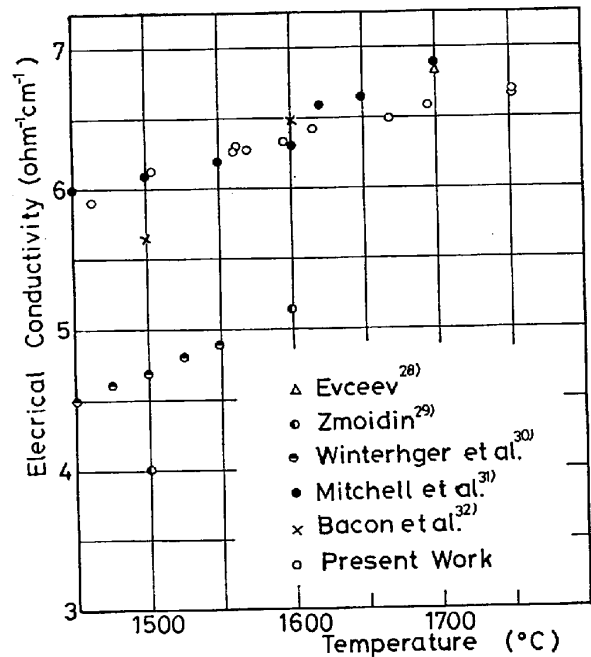 7
6
5
4
3
Elecrical Conductivity (ohm⁻¹cm⁻¹)
△ Evceev²⁸⁾
◐ Zmoidin²⁹⁾
◓ Winterhger et al.³⁰⁾
● Mitchell et al.³¹⁾
× Bacon et al.³²⁾
○ Present Work
1500 1600 1700
Temperature (°C)